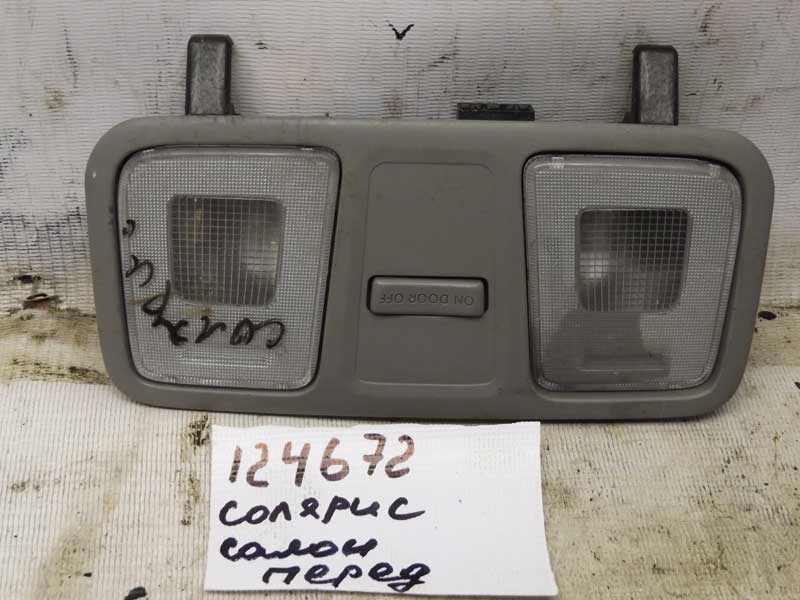 ON DOOR OFF
солярис
124672
солярис
салон
перед